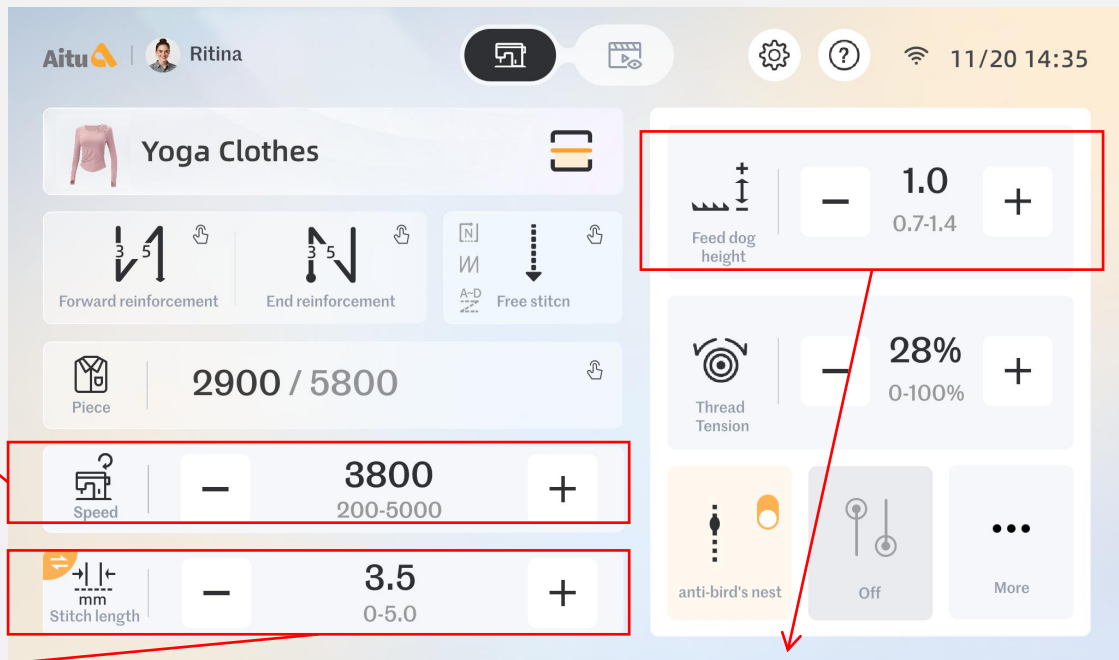 Aitu
Ritina
11/20 14:35
Yoga Clothes
3 5
Forward reinforcement
3 5
End reinforcement
N
A~D
Free stitcn
Piece
2900 / 5800
Speed
3800
200-5000
mm
Stitch length
3.5
0-5.0
Feed dog
height
1.0
0.7-1.4
Thread
Tension
28%
0-100%
anti-bird's nest
Off
More